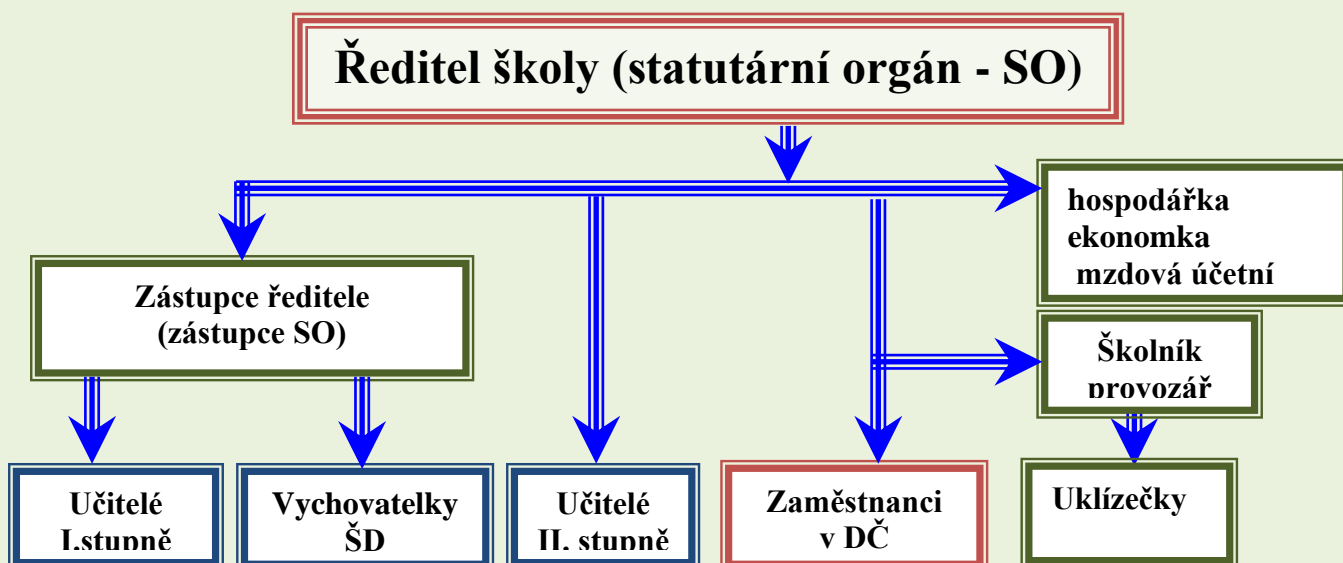 Ředitel školy (statutární orgán - SO)
hospodářka
ekonomka
mzdová účetní
Zástupce ředitele
(zástupce SO)
Školník
provozář
Učitelé
I.stupně
Vychovatelky
ŠD
Učitelé
II. stupně
Zaměstnanci
v DČ
Uklízečky